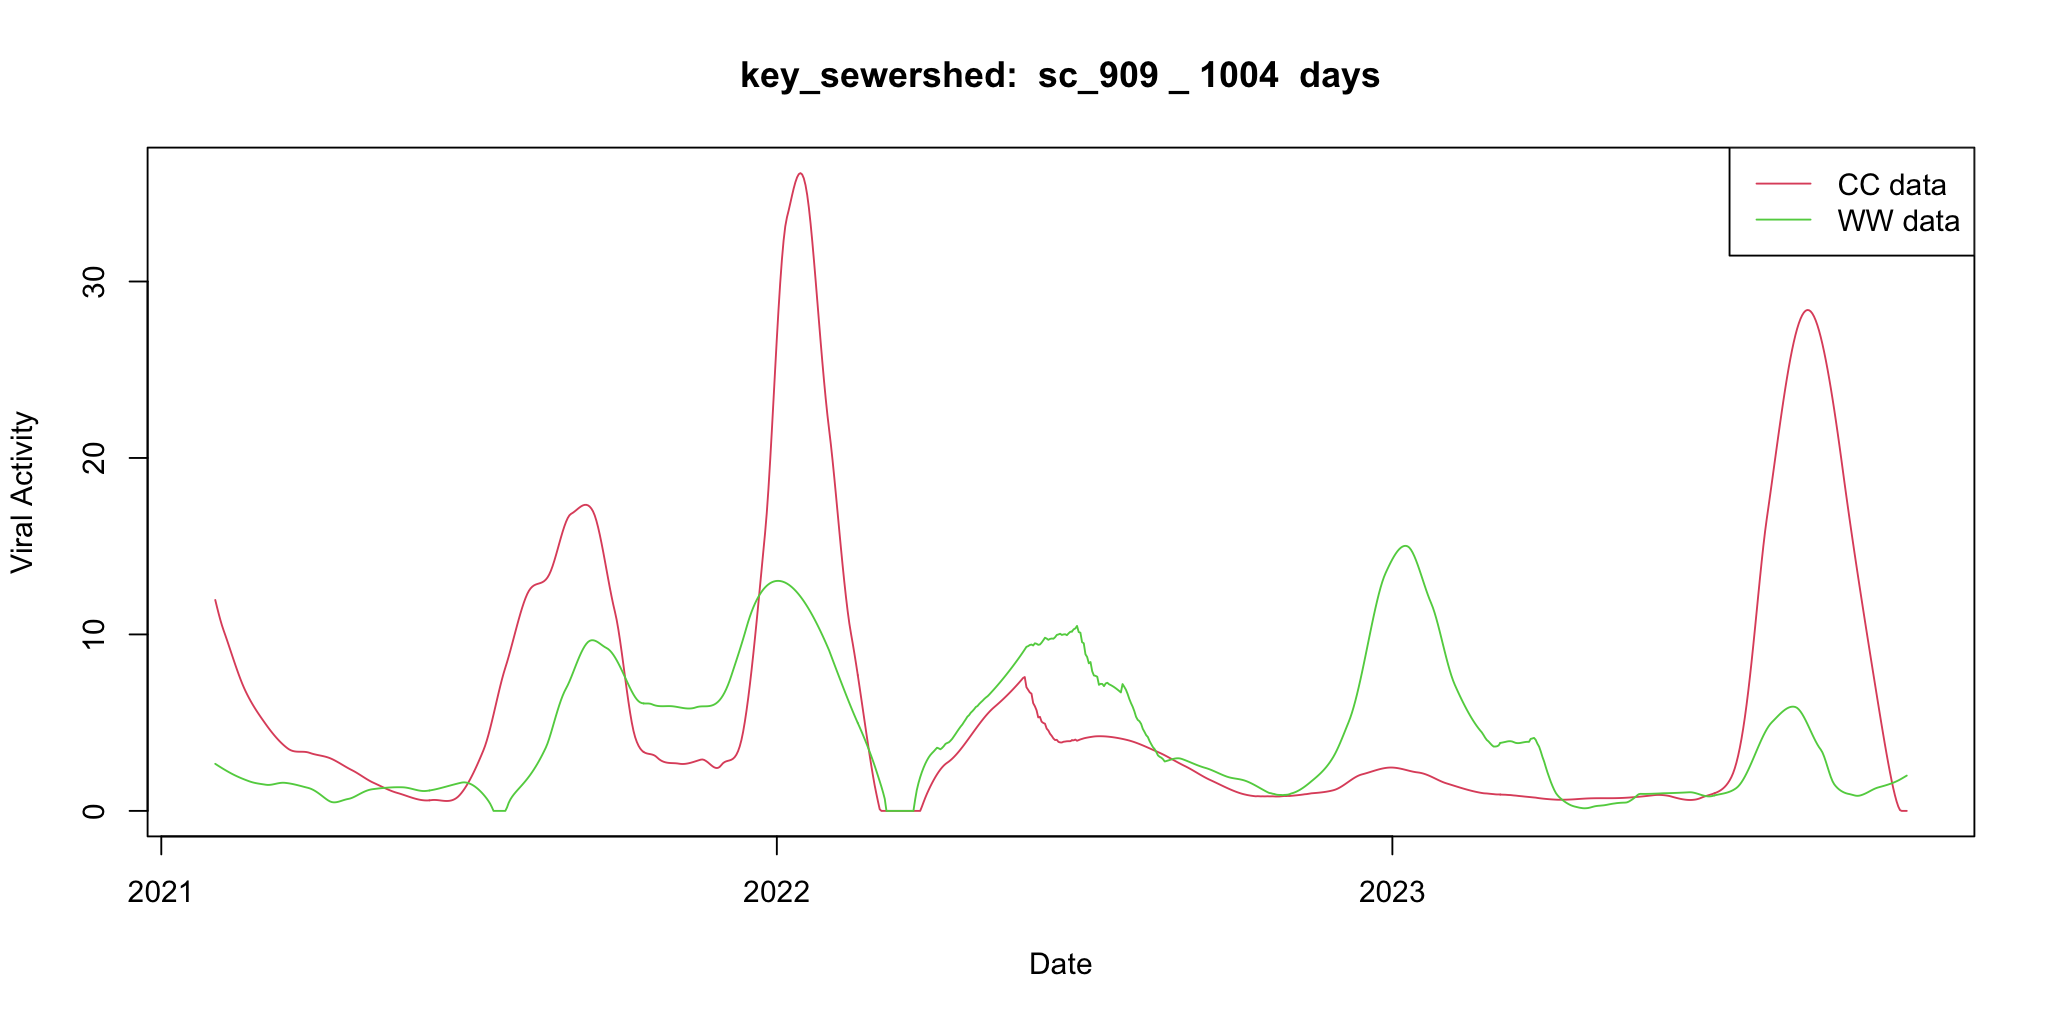 key_sewershed:  sc_909 _ 1004  days
CC data
WW data
Viral Activity
30
20
10
0
2021
2022
2023
Date